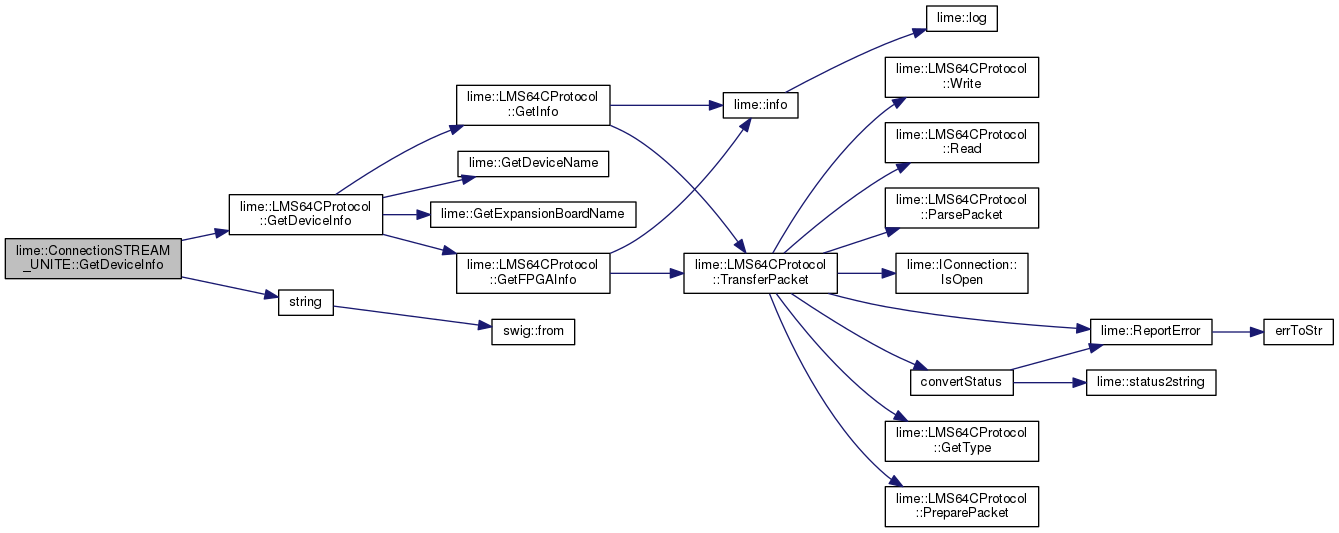 lime::ConnectionSTREAM
_UNITE::GetDeviceInfo
lime::LMS64CProtocol
::GetDeviceInfo
string
lime::LMS64CProtocol
::GetInfo
lime::GetDeviceName
lime::GetExpansionBoardName
lime::LMS64CProtocol
::GetFPGAInfo
swig::from
lime::info
lime::LMS64CProtocol
::TransferPacket
lime::log
lime::LMS64CProtocol
::Write
lime::LMS64CProtocol
::Read
lime::LMS64CProtocol
::ParsePacket
lime::IConnection::
IsOpen
lime::ReportError
errToStr
convertStatus
lime::status2string
lime::LMS64CProtocol
::GetType
lime::LMS64CProtocol
::PreparePacket